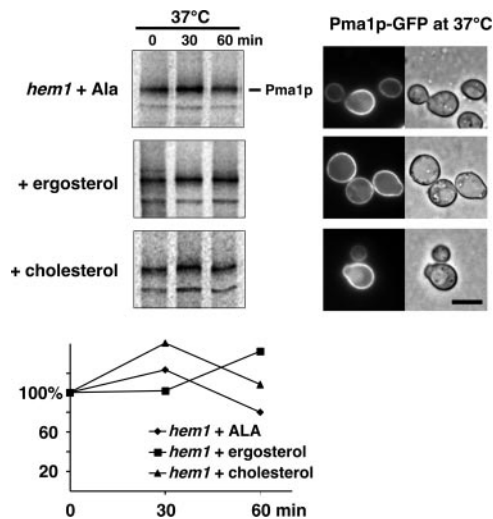 37°C
0 30 60 min
Pma1p-GFP at 37°C
hem1 + Ala
Pma1p
+ ergosterol
+ cholesterol
100%
60
20
hem1 + ALA
hem1 + ergosterol
hem1 + cholesterol
0 30 60 min